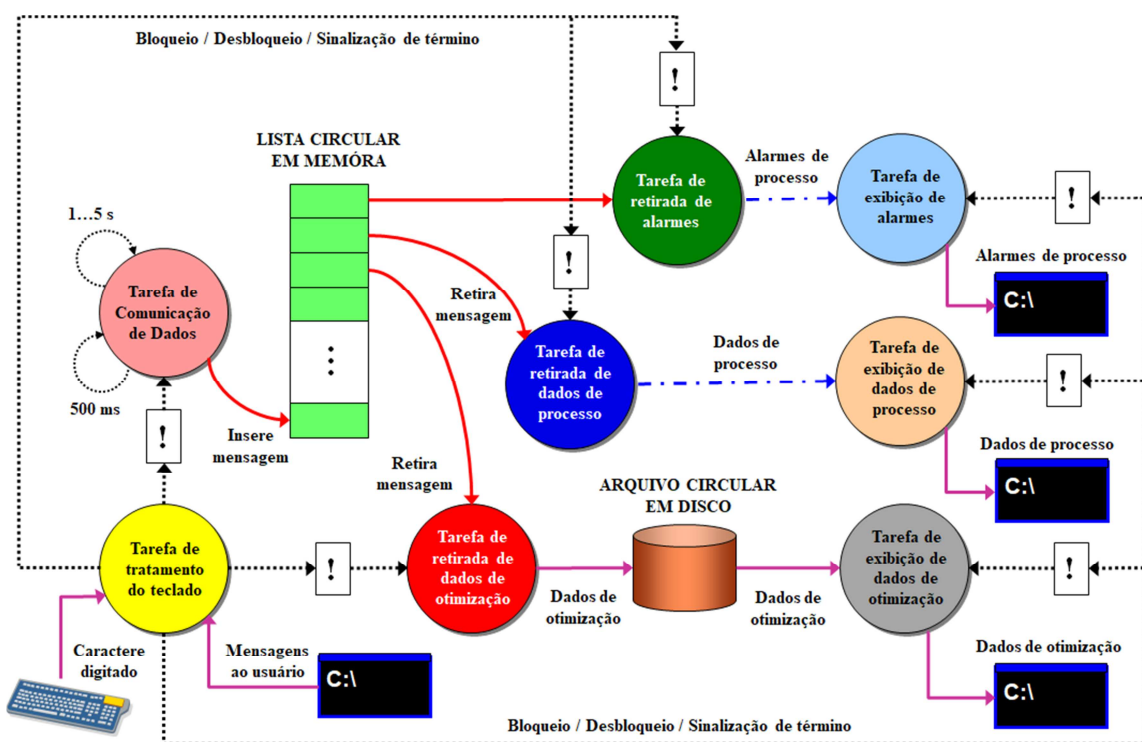 Bloqueio / Desbloqueio / Sinalização de término
!
LISTA CIRCULAR
EM MEMÓRA
Alarmes de
processo
Tarefa de
retirada de
alarmes
Tarefa de
exibição de
alarmes
!
1...5 s
!
Alarmes de processo
C:\
Tarefa de
Comunicação
de Dados
Retira
mensagem
Tarefa de
retirada de
dados de
processo
Dados de
processo
Tarefa de
exibição de
dados de
processo
!
500 ms
!
Insere
mensagem
Dados de processo
C:\
Retira
mensagem
ARQUIVO CIRCULAR
EM DISCO
Tarefa de
tratamento
do teclado
!
Tarefa de
retirada de
dados de
otimização
Tarefa de
exibição de
dados de
otimização
!
Dados de
otimização
Dados de
otimização
Caractere
digitado
Mensagens
ao usuário
C:\
Dados de otimização
C:\
Bloqueio / Desbloqueio / Sinalização de término